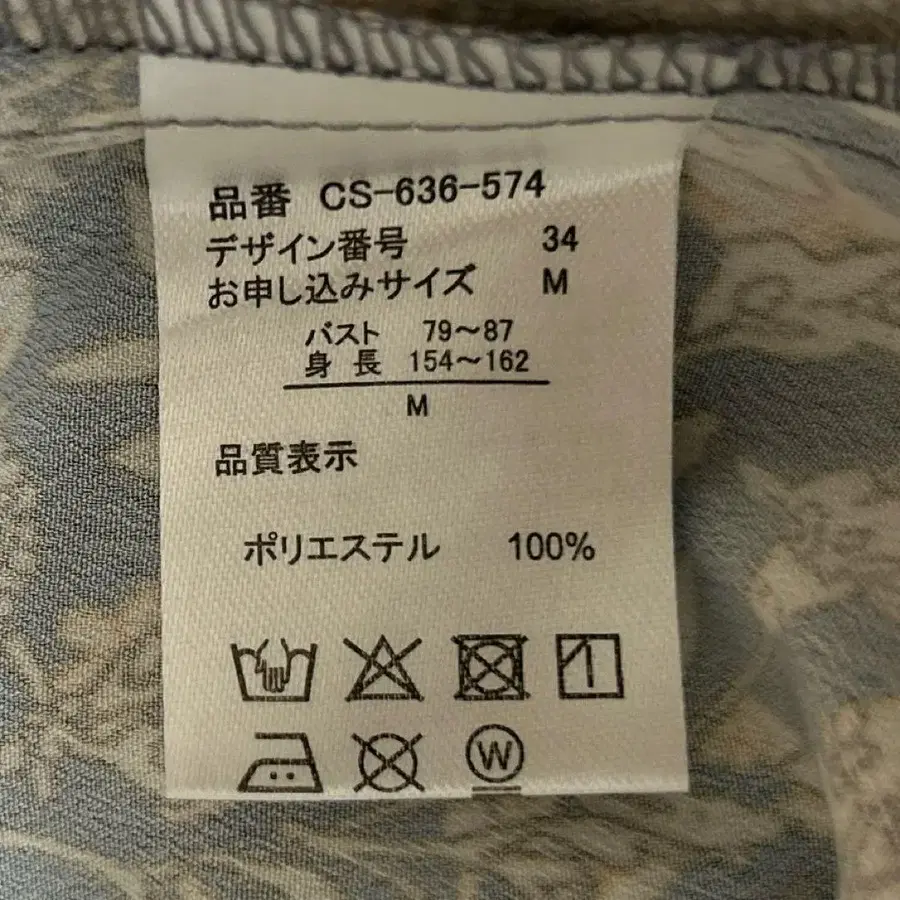 品番 CS-636-574
デザイン番号 34
お申し込みサイズ M
バスト 79～87
身長 154～162
M
品質表示
ポリエステル 100%
W